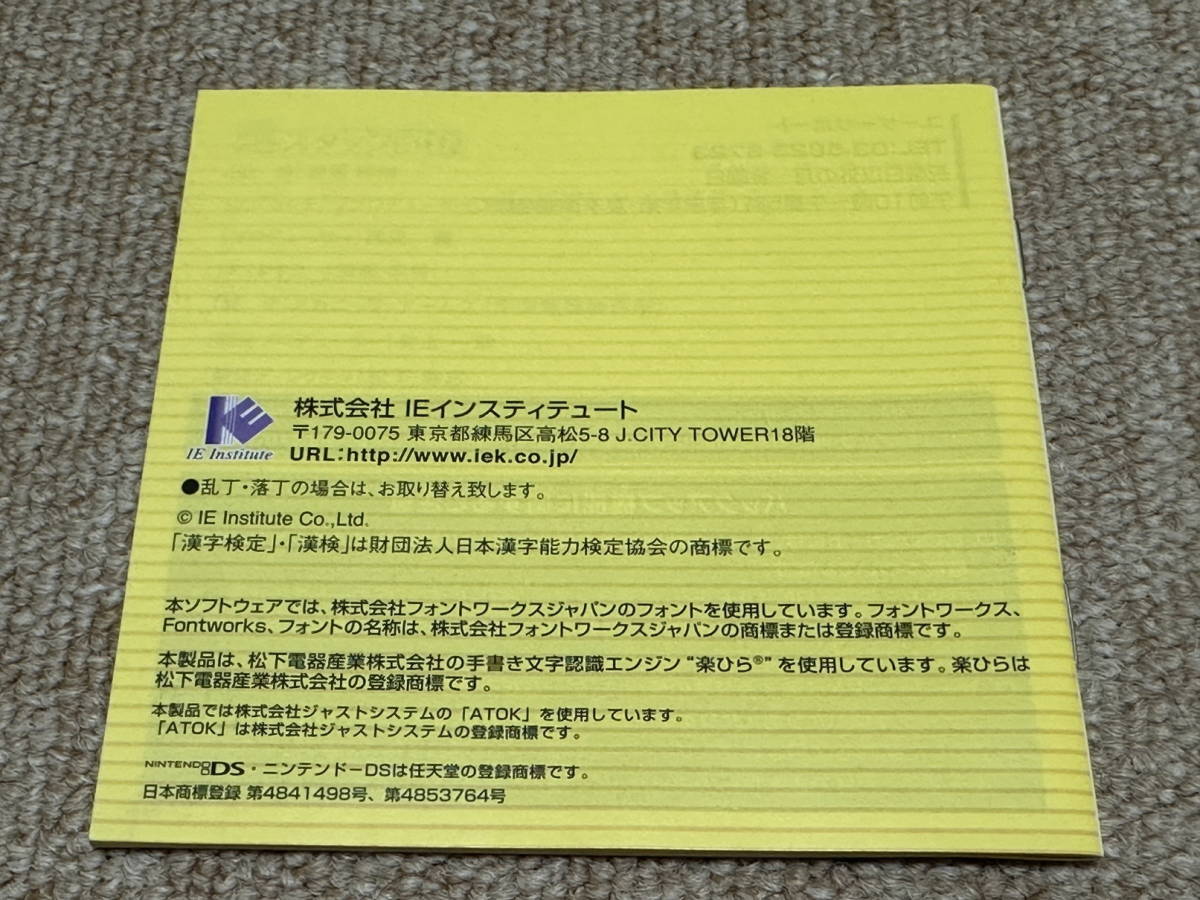 IE Institute
株式会社 IEインスティテュート
〒179-0075 東京都練馬区高松5-8 J.CITY TOWER18階
URL:http://www.iek.co.jp/
●乱丁・落丁の場合は、お取り替え致します。
© IE Institute Co.,Ltd.
「漢字検定」・「漢検」は財団法人日本漢字能力検定協会の商標です。
本ソフトウェアでは、株式会社フォントワークスジャパンのフォントを使用しています。フォントワークス、
Fontworks、フォントの名称は、株式会社フォントワークスジャパンの商標または登録商標です。
本製品は、松下電器産業株式会社の手書き文字認識エンジン“楽ひら®”を使用しています。楽ひらは
松下電器産業株式会社の登録商標です。
本製品では株式会社ジャストシステムの「ATOK」を使用しています。
「ATOK」は株式会社ジャストシステムの登録商標です。
NINTENDO DS・ニンテンドーDSは任天堂の登録商標です。
日本商標登録 第4841498号、第4853764号